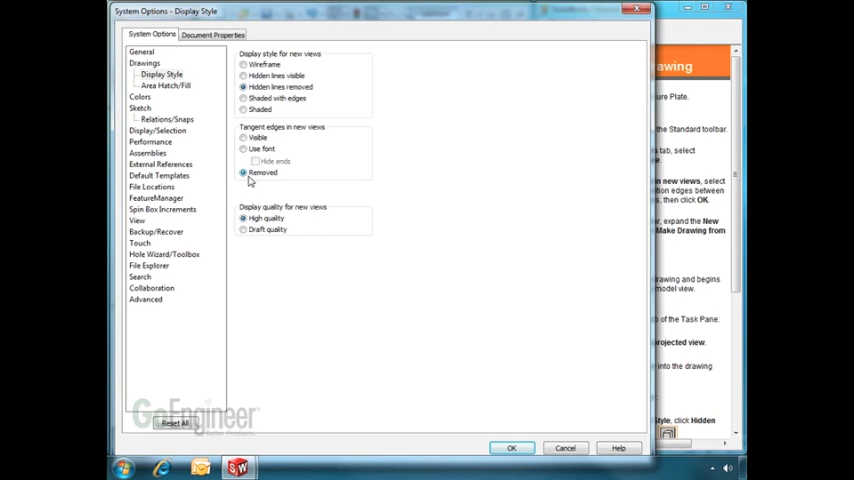 System Options - Display Style
System Options
Document Properties
General
Drawings
Display Style
Area Hatch/Fill
Colors
Sketch
Relations/Snaps
Display/Selection
Performance
Assemblies
External References
Default Templates
File Locations
FeatureManager
Spin Box Increments
View
Backup/Recover
Touch
Hole Wizard/Toolbox
File Explorer
Search
Collaboration
Advanced
Reset All
Display style for new views
Wireframe
Hidden lines visible
Hidden lines removed
Shaded with edges
Shaded
Tangent edges in new views
Visible
Use font
Hide ends
Removed
Display quality for new views
High quality
Draft quality
OK
Cancel
Help
awing
ure Plate.
the Standard toolbar.
s tab, select
e.
in new views, select
tion edges between
s, then click OK.
ar, expand the New
Make Drawing from
drawing and begins
model view.
b of the Task Pane:
projected view.
into the drawing
Style, click Hidden
GoEngineer